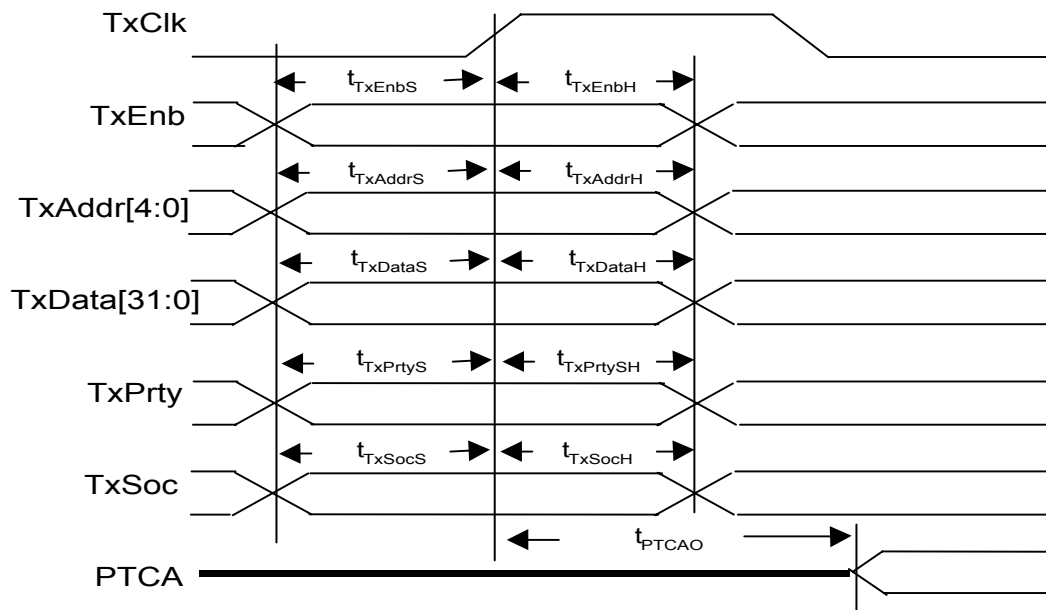 TxClk
tTxEnbS tTxEnbH
TxEnb
tTxAddrS tTxAddrH
TxAddr[4:0]
tTxDataS tTxDataH
TxData[31:0]
tTxPrtyS tTxPrtySH
TxPrty
tTxSocS tTxSocH
TxSoc
tPTCAO
PTCA